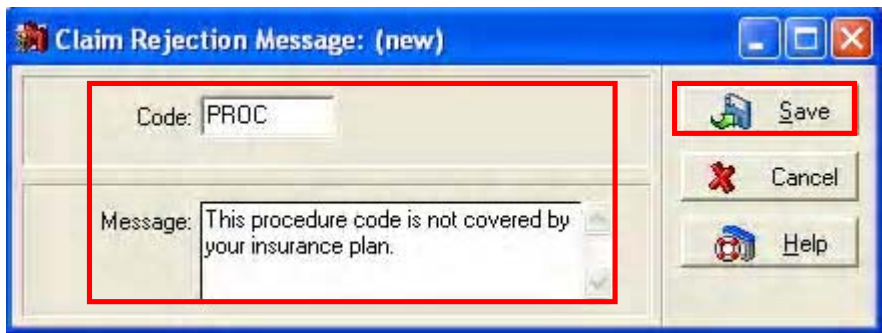 Claim Rejection Message: (new)
Code: PROC
Save
Cancel
Message: This procedure code is not covered by
your insurance plan.
Help